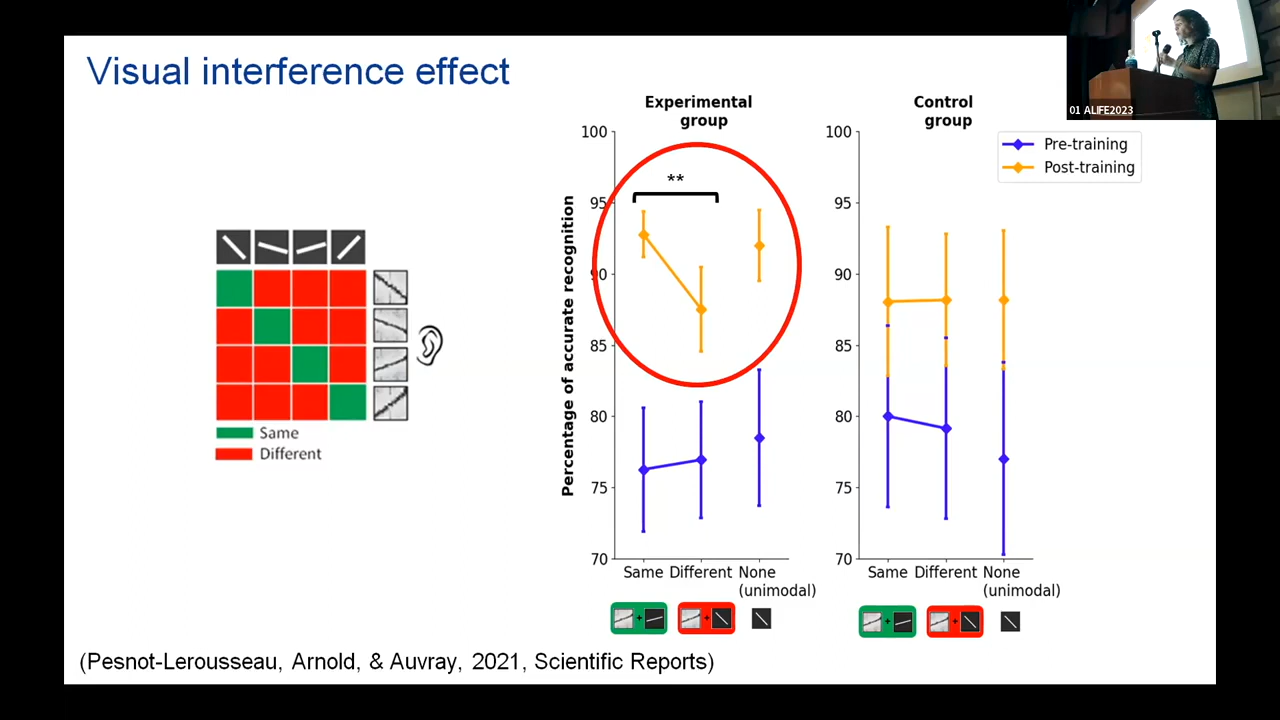 Visual interference effect
01 ALIFE2023
Same
Different
Experimental
group
Control
group
Pre-training
Post-training
**
Percentage of accurate recognition
100
95
90
85
80
75
70
Same Different None
(unimodal)
100
95
90
85
80
75
70
Same Different None
(unimodal)
+ +
+ +
(Pesnot-Lerousseau, Arnold, & Auvray, 2021, Scientific Reports)